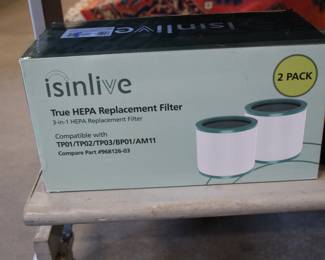 isinlive
isinlive
2 PACK
True HEPA Replacement Filter
3-in-1 HEPA Replacement Filter
Compatible with
TP01/TP02/TP03/BP01/AM11
Compare Part #968126-03